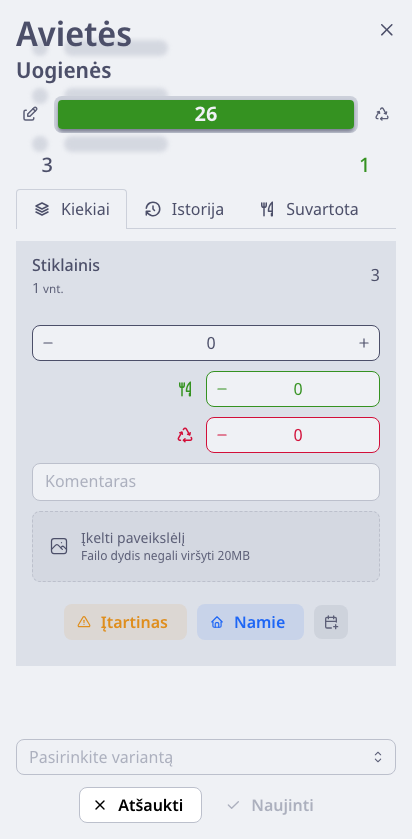 Avietės
Uogienės
26
3 1
Kiekiai Istorija Suvartota
Stiklainis
3
1 vnt.
0
0
0
Komentaras
Įkelti paveikslėlį
Failo dydis negali viršyti 20MB
Įtartinas Namie
Pasirinkite variantą
Atšaukti Naujinti